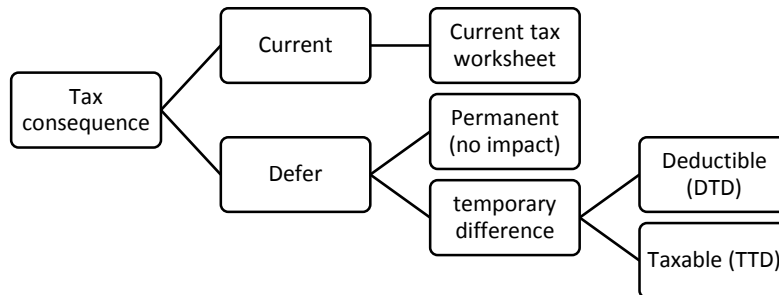 Tax
consequence
Current
Current tax
worksheet
Defer
Permanent
(no impact)
temporary
difference
Deductible
(DTD)
Taxable (TTD)